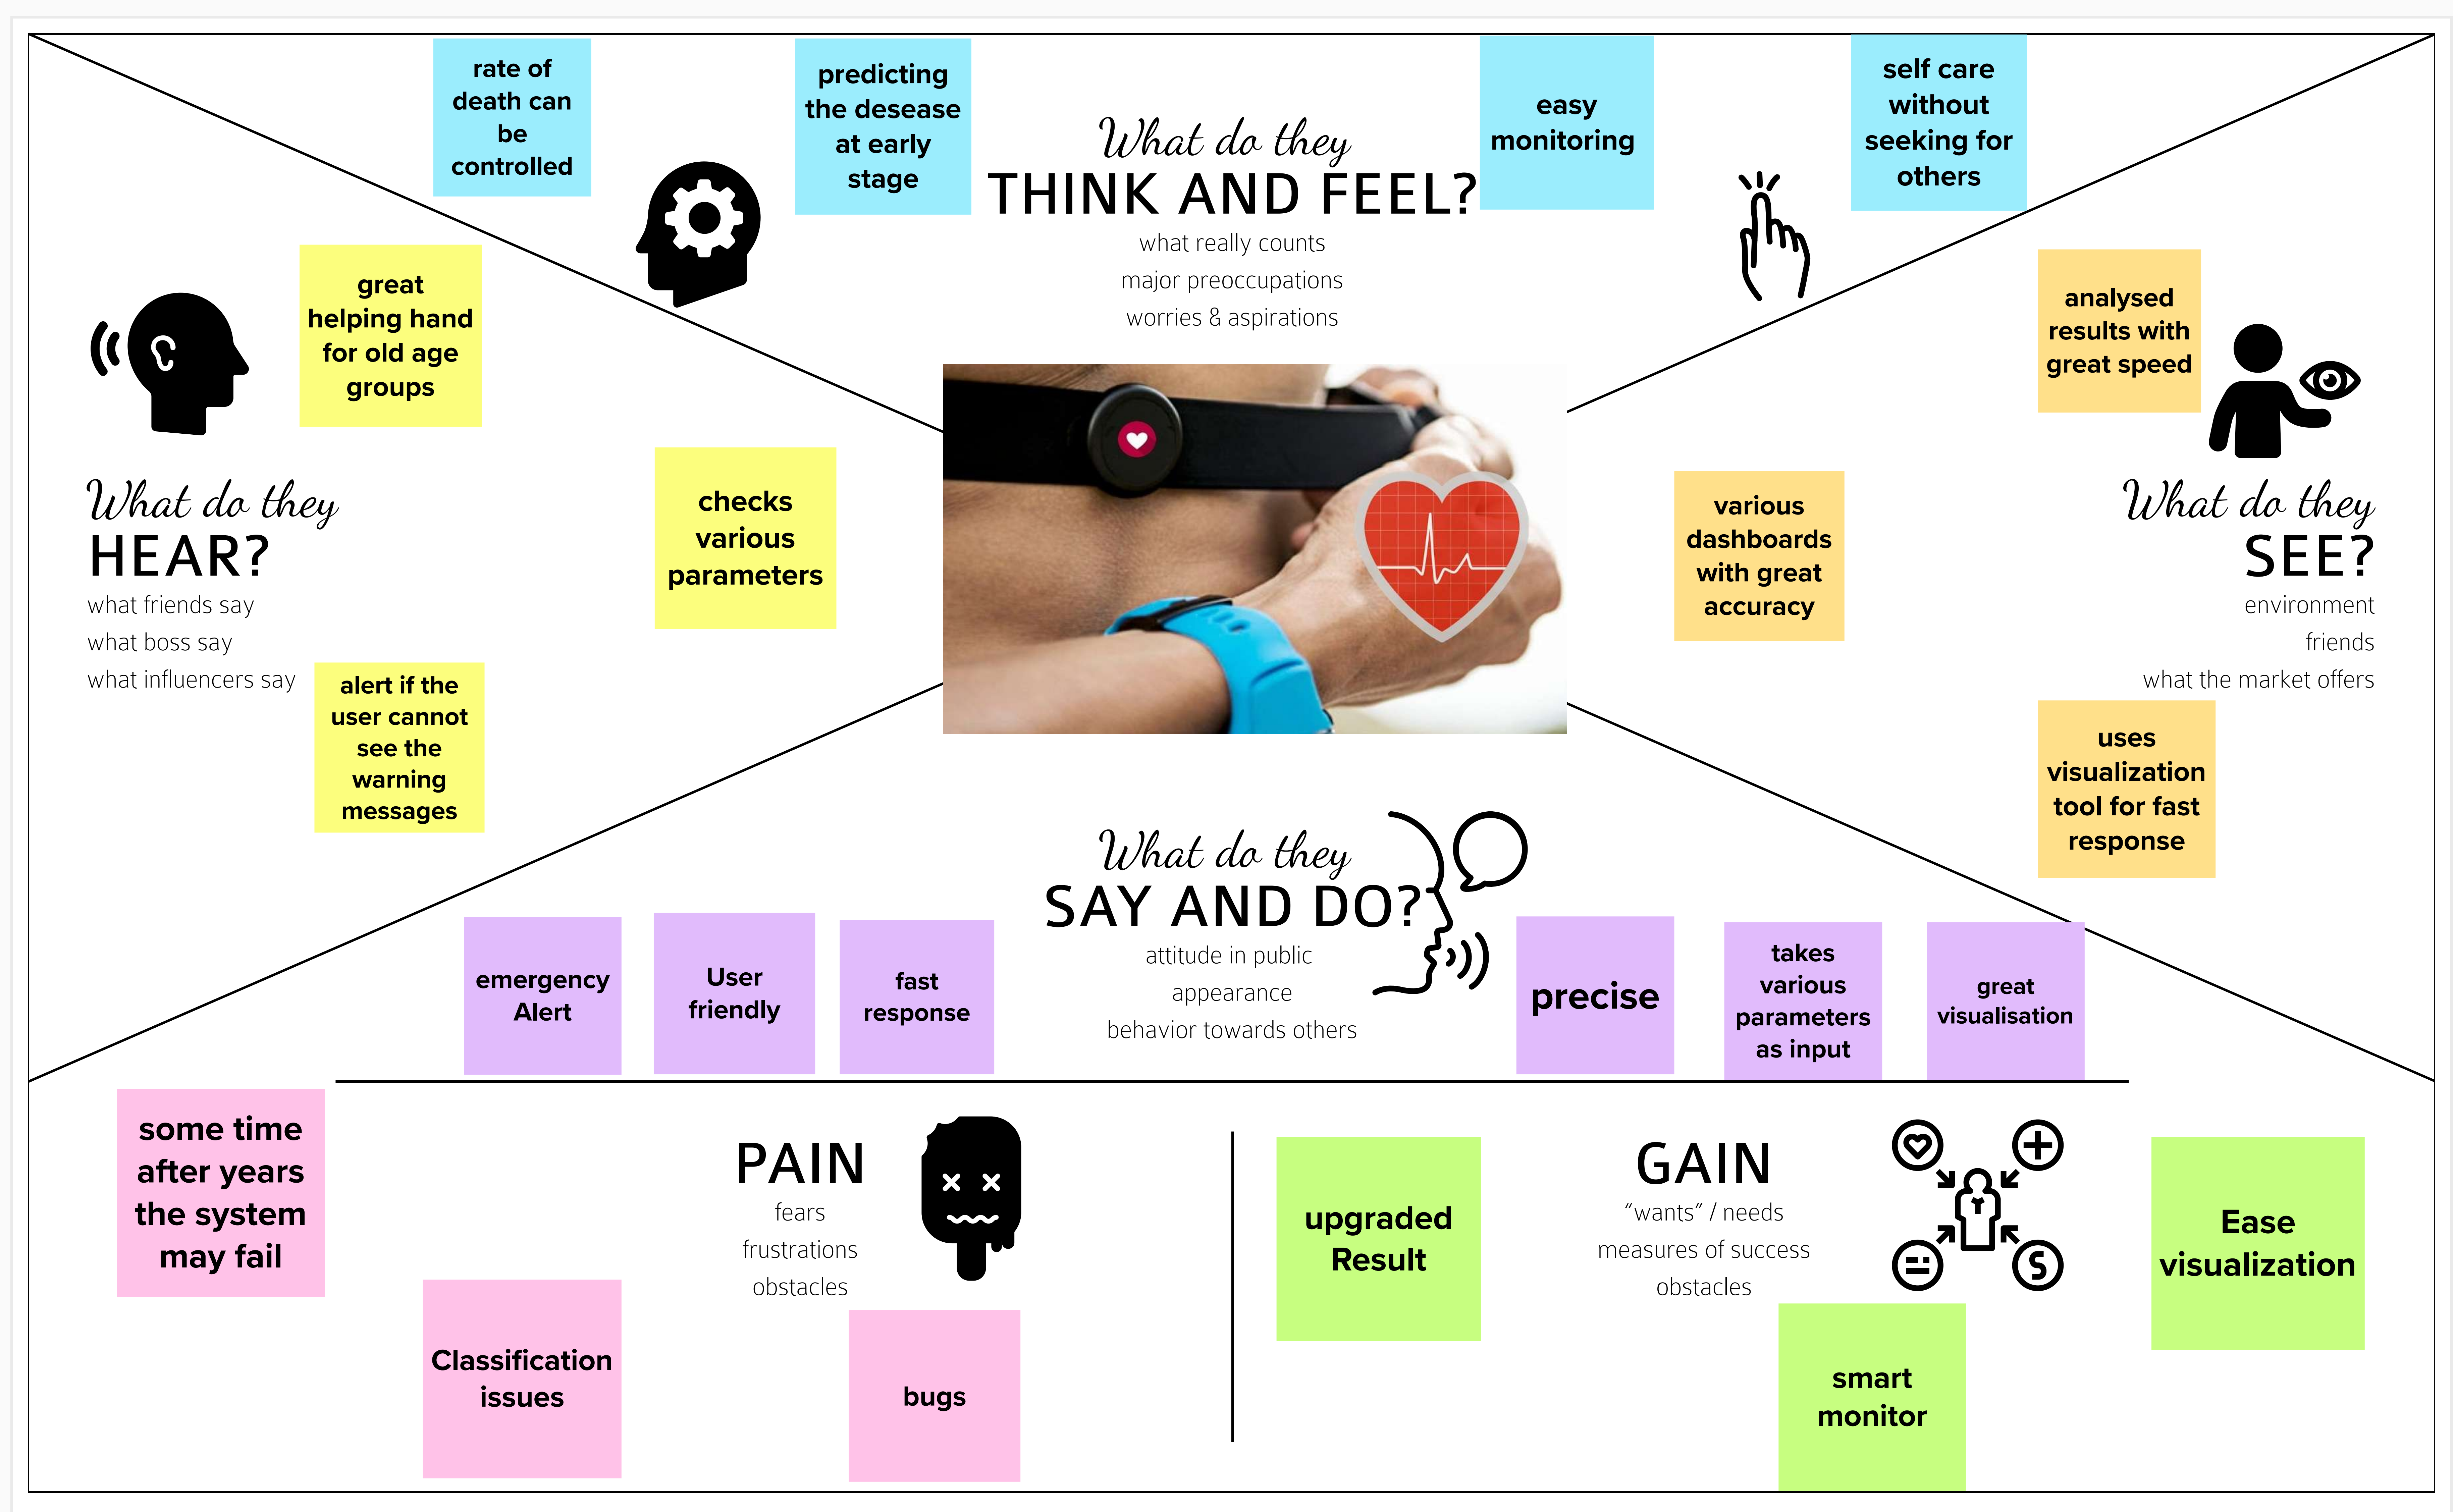 rate of
death can
be
controlled
predicting
the desease
at early
stage
What do they
THINK AND FEEL?
what really counts
major preoccupations
worries & aspirations
easy
monitoring
self care
without
seeking for
others
great
helping hand
for old age
groups
checks
various
parameters
What do they
HEAR?
what friends say
what boss say
what influencers say
alert if the
user cannot
see the
warning
messages
analysed
results with
great speed
various
dashboards
with great
accuracy
What do they
SEE?
environment
friends
what the market offers
uses
visualization
tool for fast
response
What do they
SAY AND DO?
attitude in public
appearance
behavior towards others
emergency
Alert
User
friendly
fast
response
precise
takes
various
parameters
as input
great
visualisation
some time
after years
the system
may fail
PAIN
fears
frustrations
obstacles
Classification
issues
bugs
upgraded
Result
GAIN
“wants” / needs
measures of success
obstacles
smart
monitor
Ease
visualization